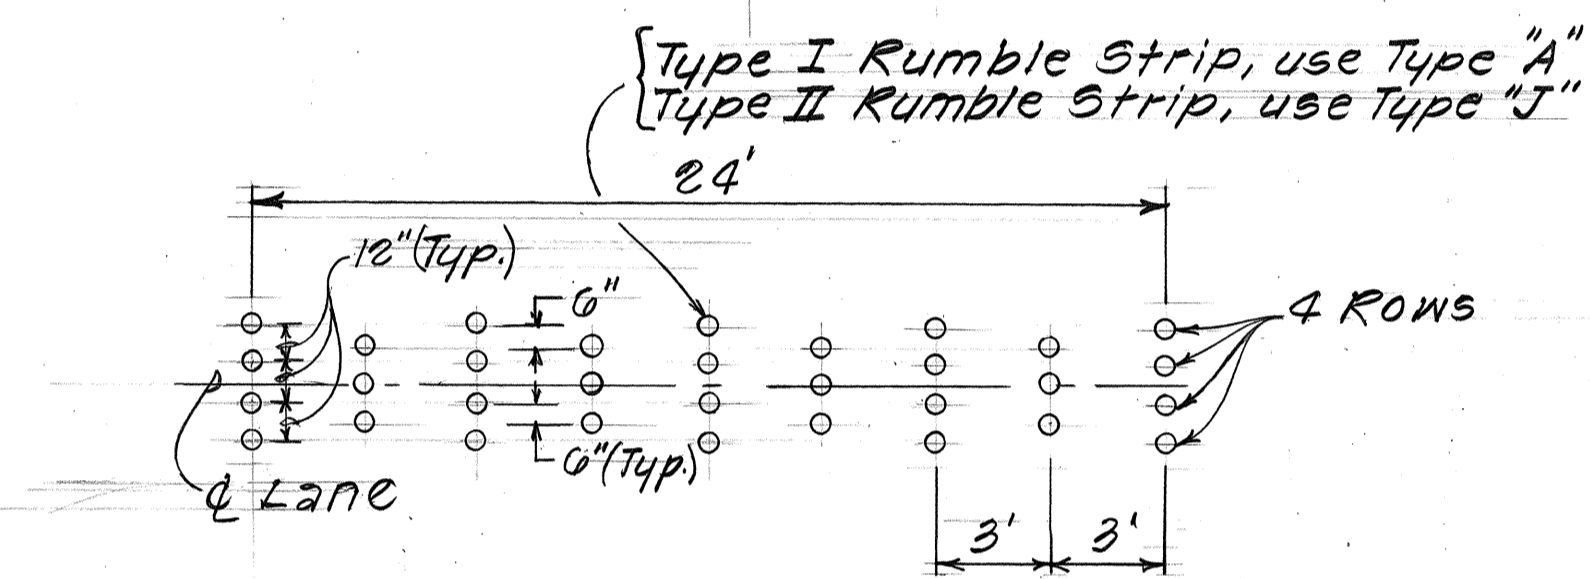 Type I Rumble Strip, use Type "A"
Type II Rumble Strip, use Type "J"
24'
12"(Typ.)
6"
4 Rows
6"(Typ.)
℄ Lane
3'
3'